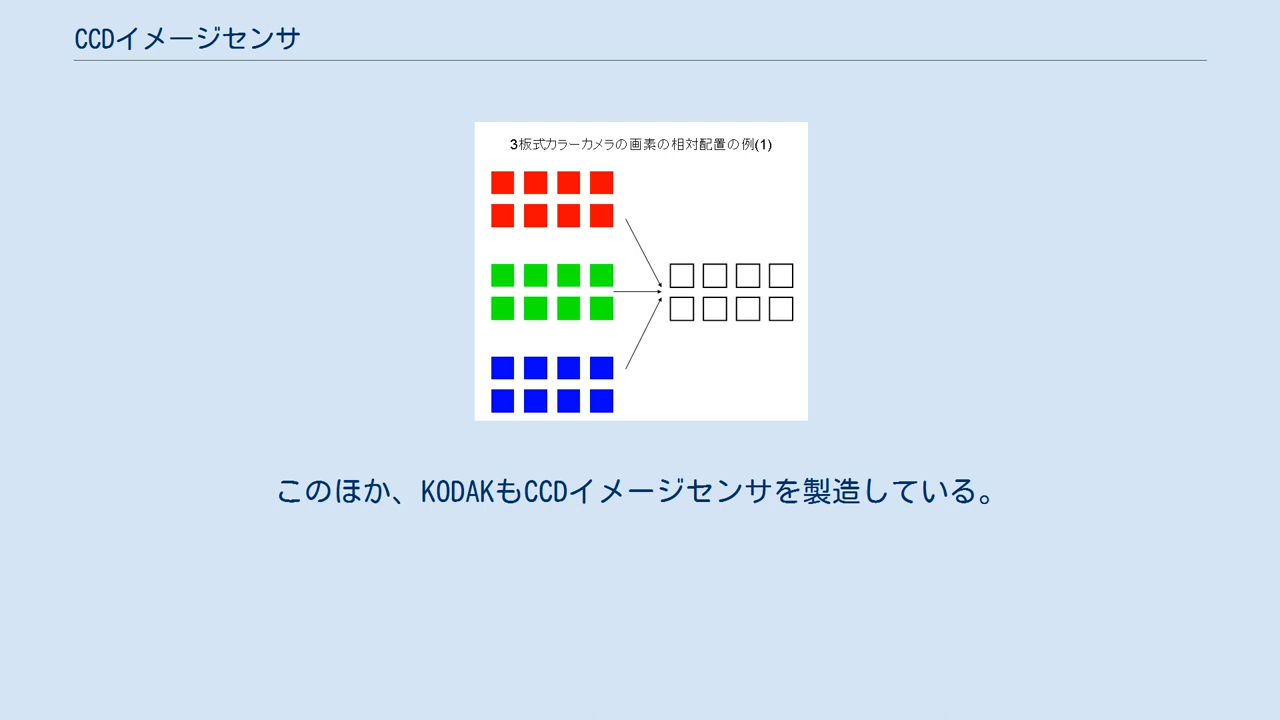 CCDイメージセンサ
3板式カラーカメラの画素の相対配置の例(1)
このほか、KODAKもCCDイメージセンサを製造している。